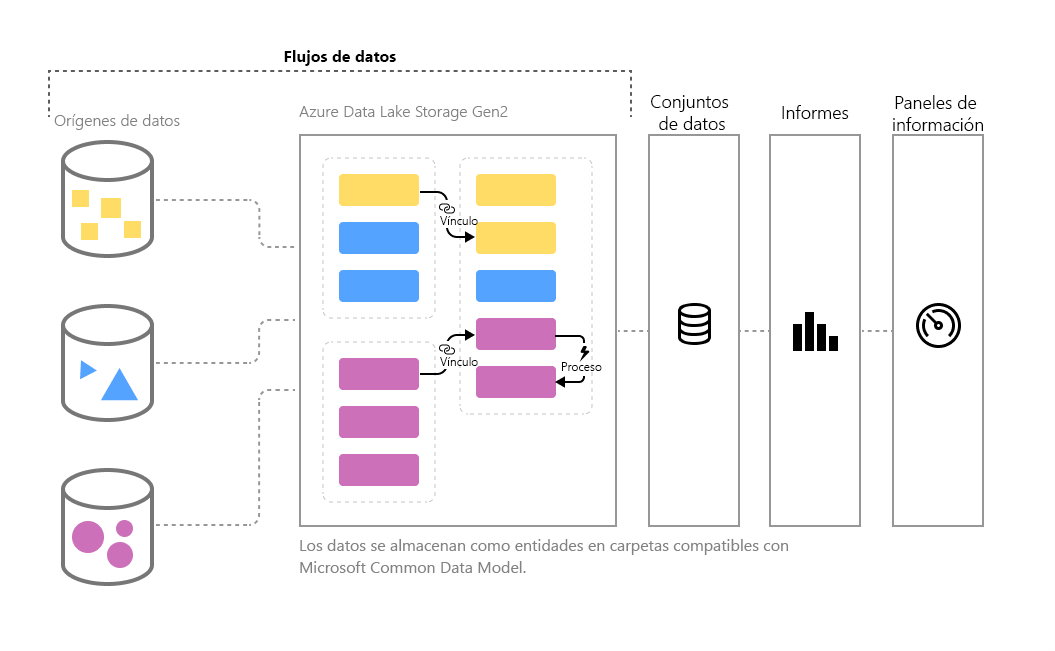 Flujos de datos
Orígenes de datos
Azure Data Lake Storage Gen2
Conjuntos
de datos
Informes
Paneles de
información
Vínculo
Vínculo
Proceso
Los datos se almacenan como entidades en carpetas compatibles con
Microsoft Common Data Model.